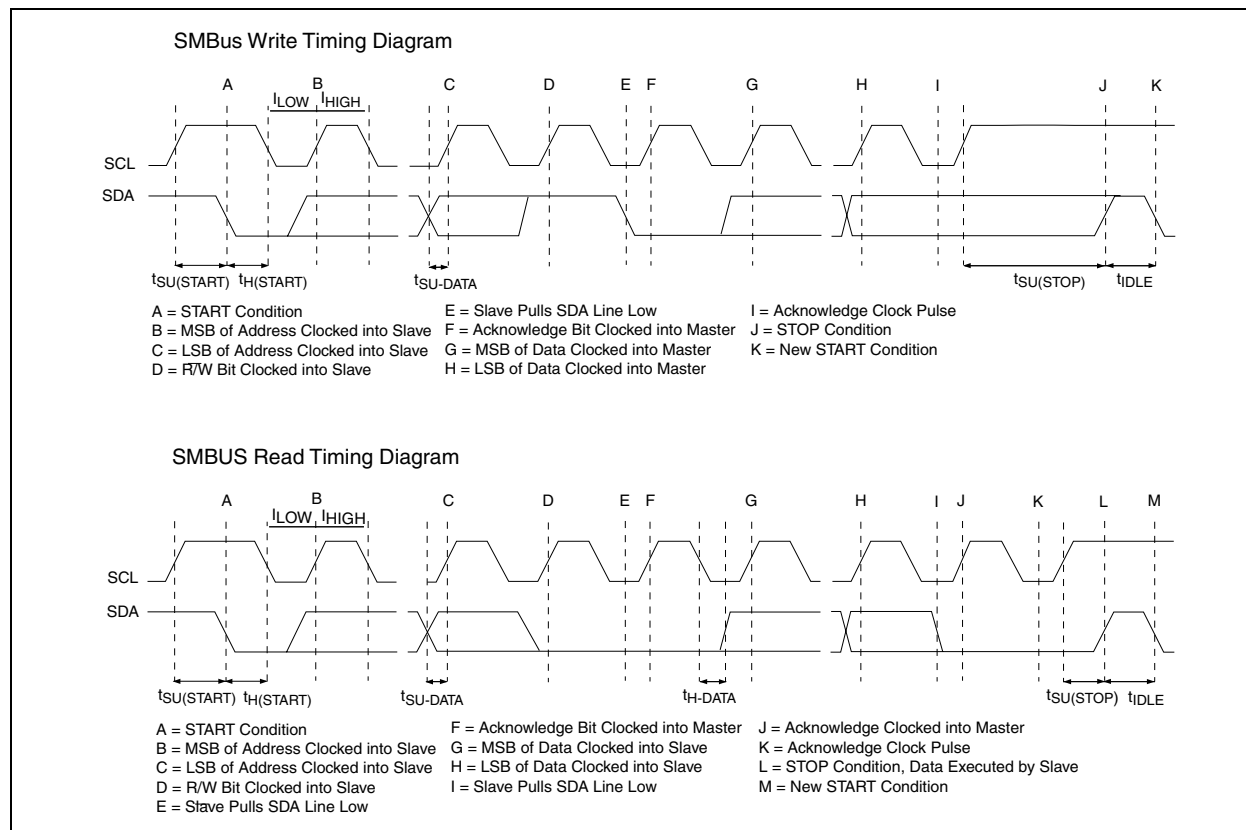 SMBus Write Timing Diagram
A B C D E F G H I J K
ILOW IHIGH
SCL
SDA
tSU(START) tH(START) tSU-DATA tSU(STOP) tIDLE
A = START Condition
B = MSB of Address Clocked into Slave
C = LSB of Address Clocked into Slave
D = R/W Bit Clocked into Slave
E = Slave Pulls SDA Line Low
F = Acknowledge Bit Clocked into Master
G = MSB of Data Clocked into Master
H = LSB of Data Clocked into Master
I = Acknowledge Clock Pulse
J = STOP Condition
K = New START Condition
SMBUS Read Timing Diagram
A B C D E F G H I J K L M
ILOW IHIGH
SCL
SDA
tSU(START) tH(START) tSU-DATA tH-DATA tSU(STOP) tIDLE
A = START Condition
B = MSB of Address Clocked into Slave
C = LSB of Address Clocked into Slave
D = R/W Bit Clocked into Slave
E = Slave Pulls SDA Line Low
F = Acknowledge Bit Clocked into Master
G = MSB of Data Clocked into Slave
H = LSB of Data Clocked into Slave
I = Slave Pulls SDA Line Low
J = Acknowledge Clocked into Master
K = Acknowledge Clock Pulse
L = STOP Condition, Data Executed by Slave
M = New START Condition